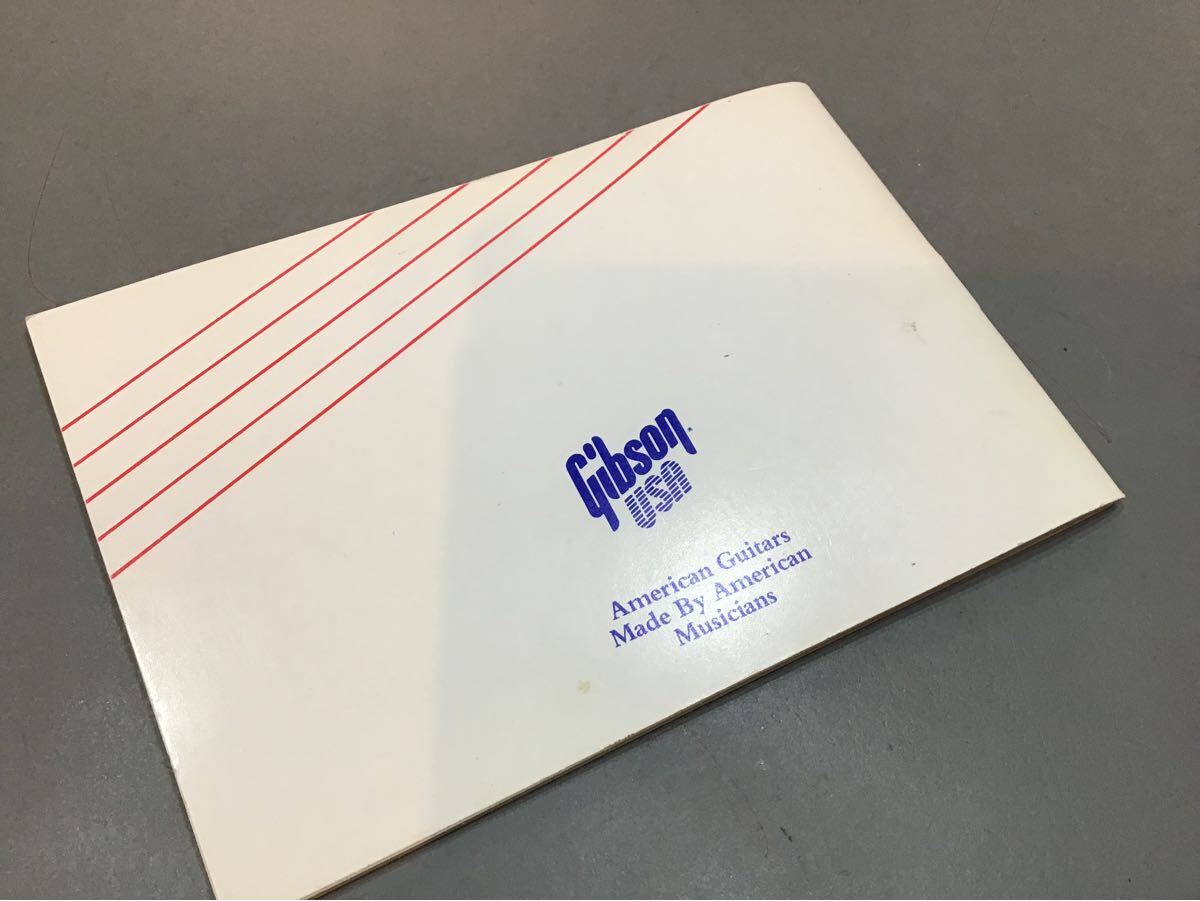 Gibson
USA
American Guitars
Made By American
Musicians